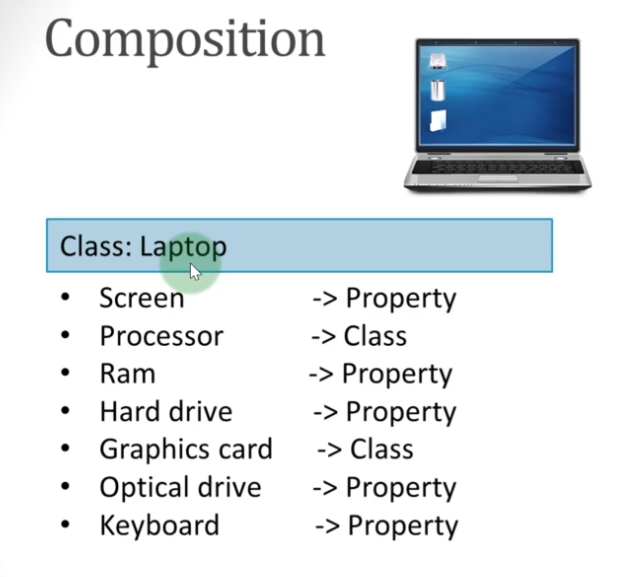 Composition
Class: Laptop
• Screen -> Property
• Processor -> Class
• Ram -> Property
• Hard drive -> Property
• Graphics card -> Class
• Optical drive -> Property
• Keyboard -> Property